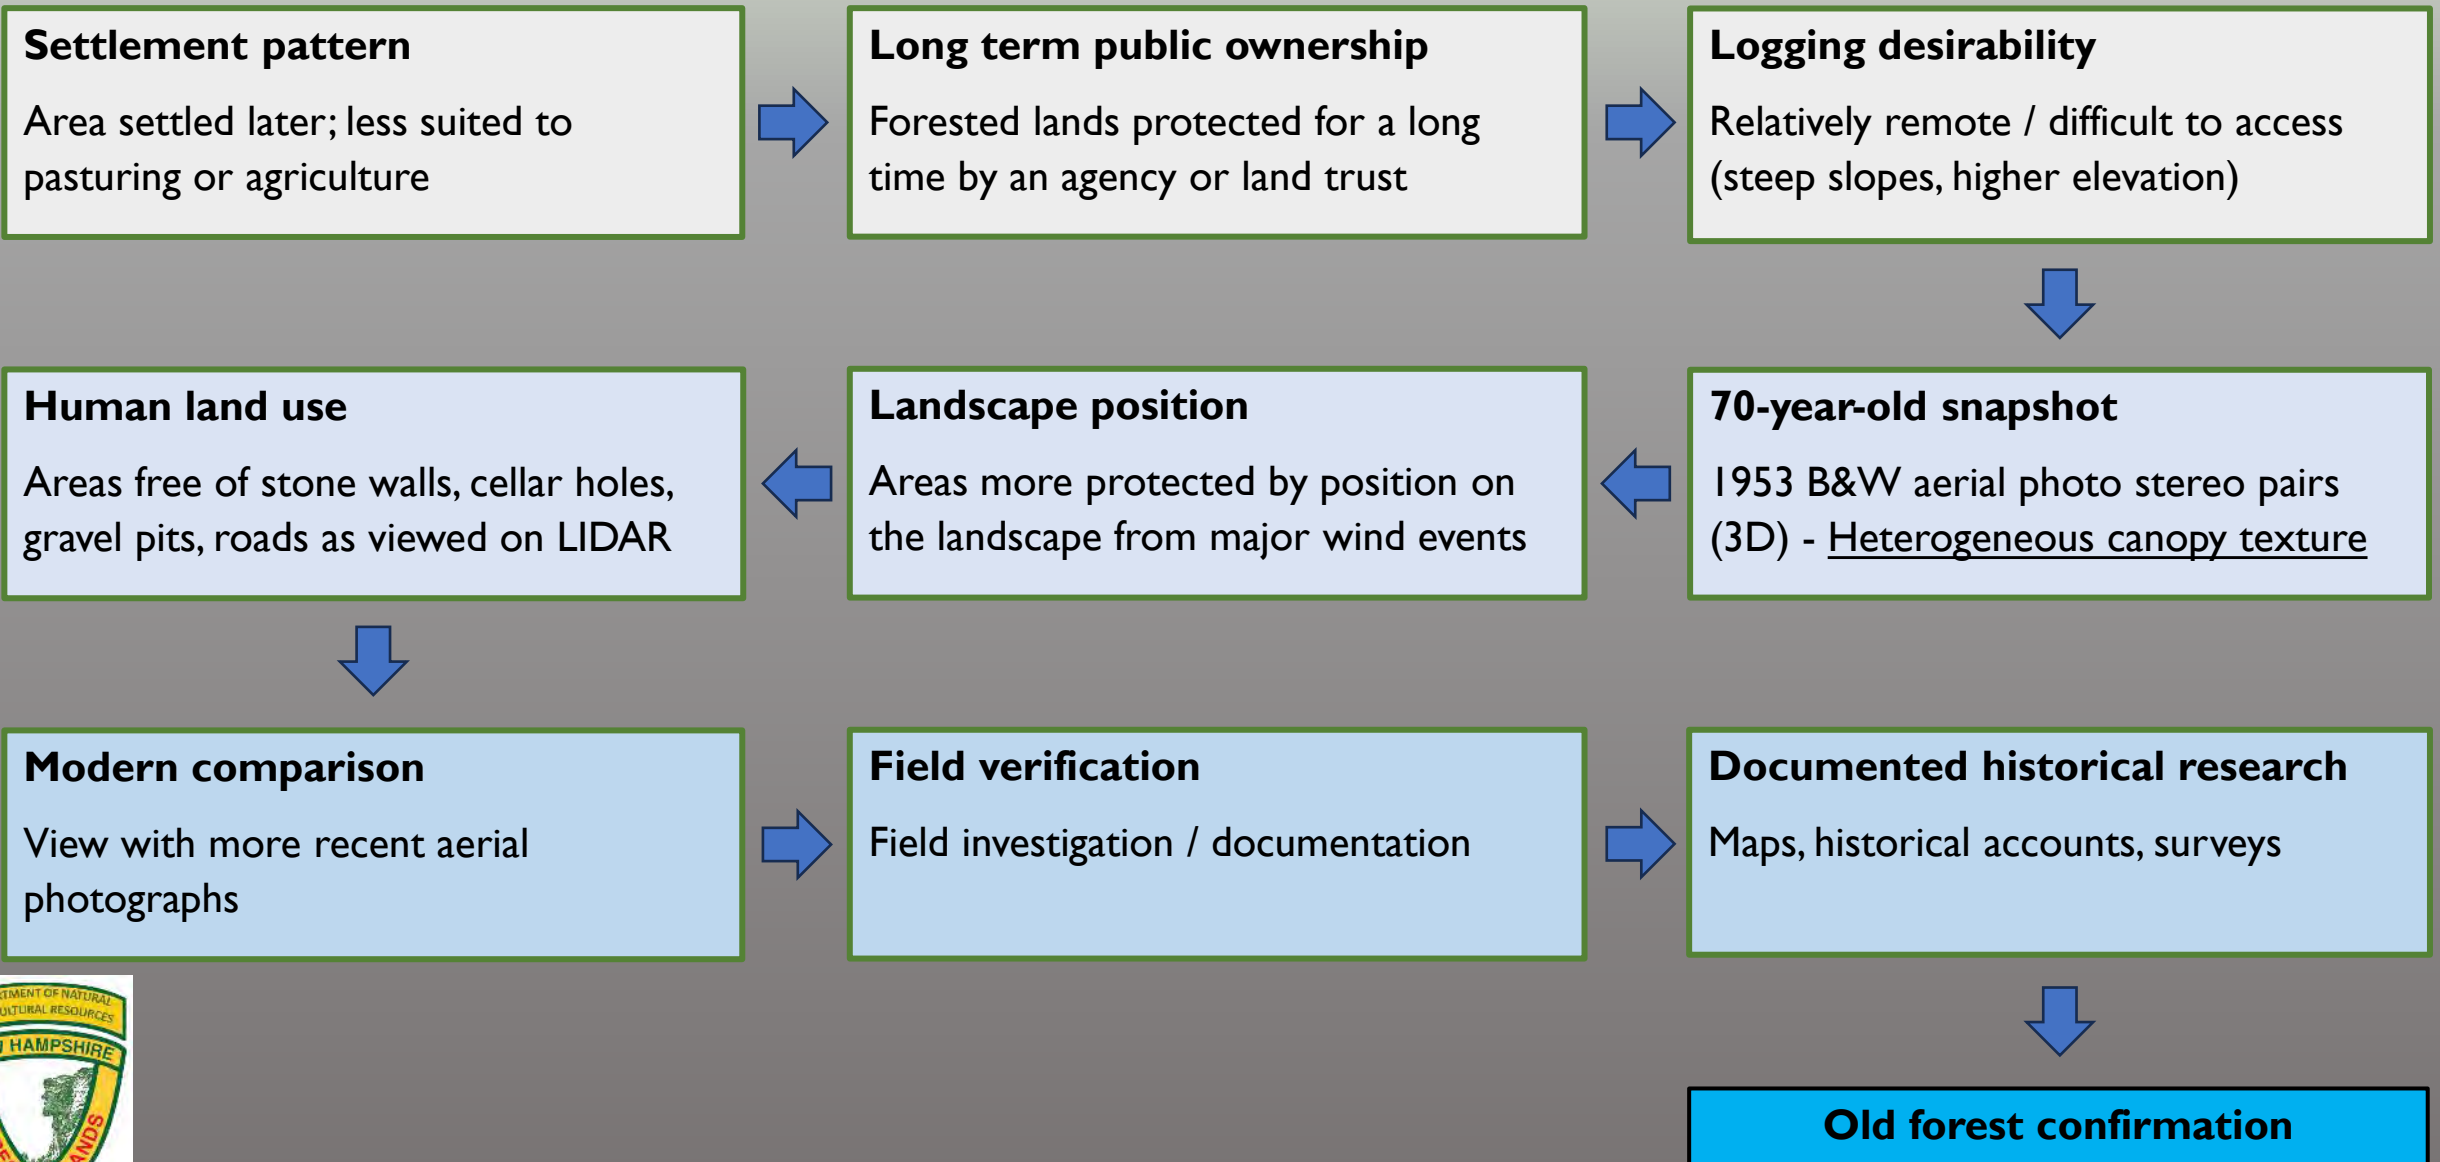 Settlement pattern
Area settled later; less suited to
pasturing or agriculture
Long term public ownership
Forested lands protected for a long
time by an agency or land trust
Logging desirability
Relatively remote / difficult to access
(steep slopes, higher elevation)
70-year-old snapshot
1953 B&W aerial photo stereo pairs
(3D) - Heterogeneous canopy texture
Landscape position
Areas more protected by position on
the landscape from major wind events
Human land use
Areas free of stone walls, cellar holes,
gravel pits, roads as viewed on LIDAR
Modern comparison
View with more recent aerial
photographs
Field verification
Field investigation / documentation
Documented historical research
Maps, historical accounts, surveys
Old forest confirmation
OF NATURAL
RESOURCES
HAMPSHIRE